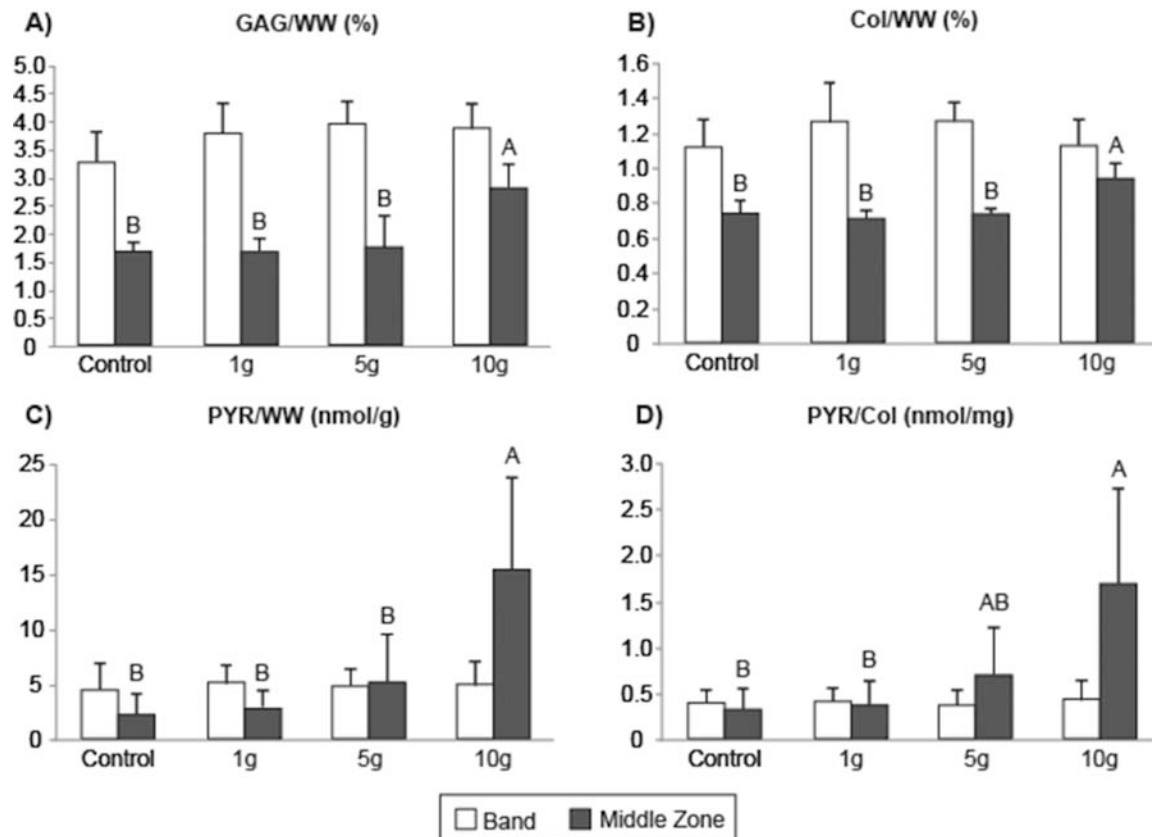 A) GAG/WW (%)
5.0
4.5
4.0
3.5
3.0
2.5
2.0
1.5
1.0
0.5
0
B
B
B
A
Control 1g 5g 10g
B) Col/WW (%)
1.6
1.4
1.2
1.0
0.8
0.6
0.4
0.2
0
B
B
B
A
Control 1g 5g 10g
C) PYR/WW (nmol/g)
25
20
15
10
5
0
B
B
B
A
Control 1g 5g 10g
D) PYR/Col (nmol/mg)
3.0
2.5
2.0
1.5
1.0
0.5
0
B
B
AB
A
Control 1g 5g 10g
Band Middle Zone